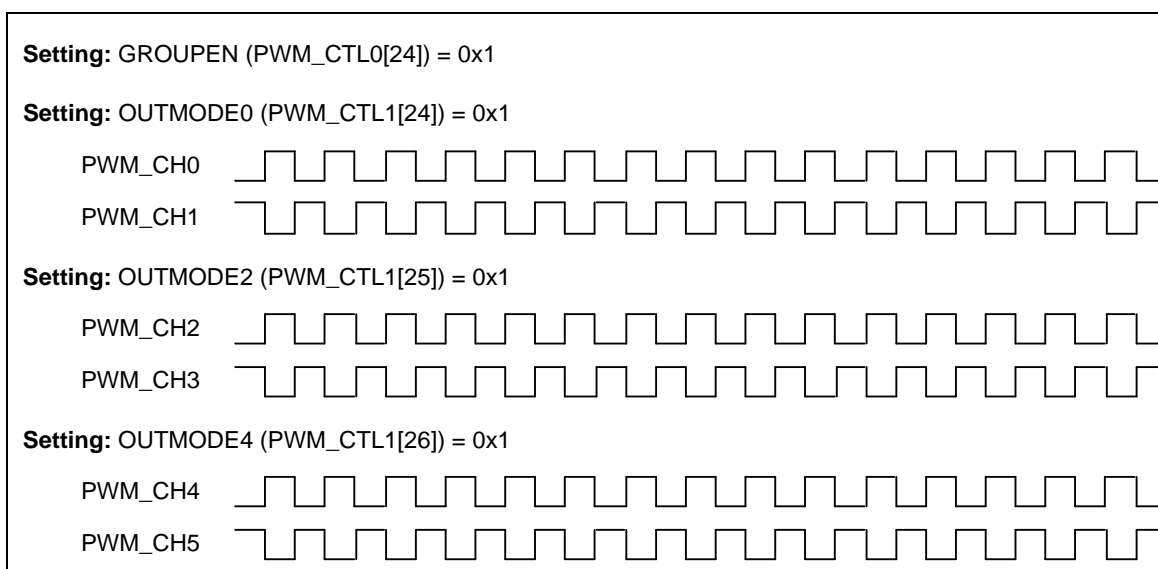 Setting: GROUPEN (PWM_CTL0[24]) = 0x1
Setting: OUTMODE0 (PWM_CTL1[24]) = 0x1
PWM_CH0
PWM_CH1
Setting: OUTMODE2 (PWM_CTL1[25]) = 0x1
PWM_CH2
PWM_CH3
Setting: OUTMODE4 (PWM_CTL1[26]) = 0x1
PWM_CH4
PWM_CH5